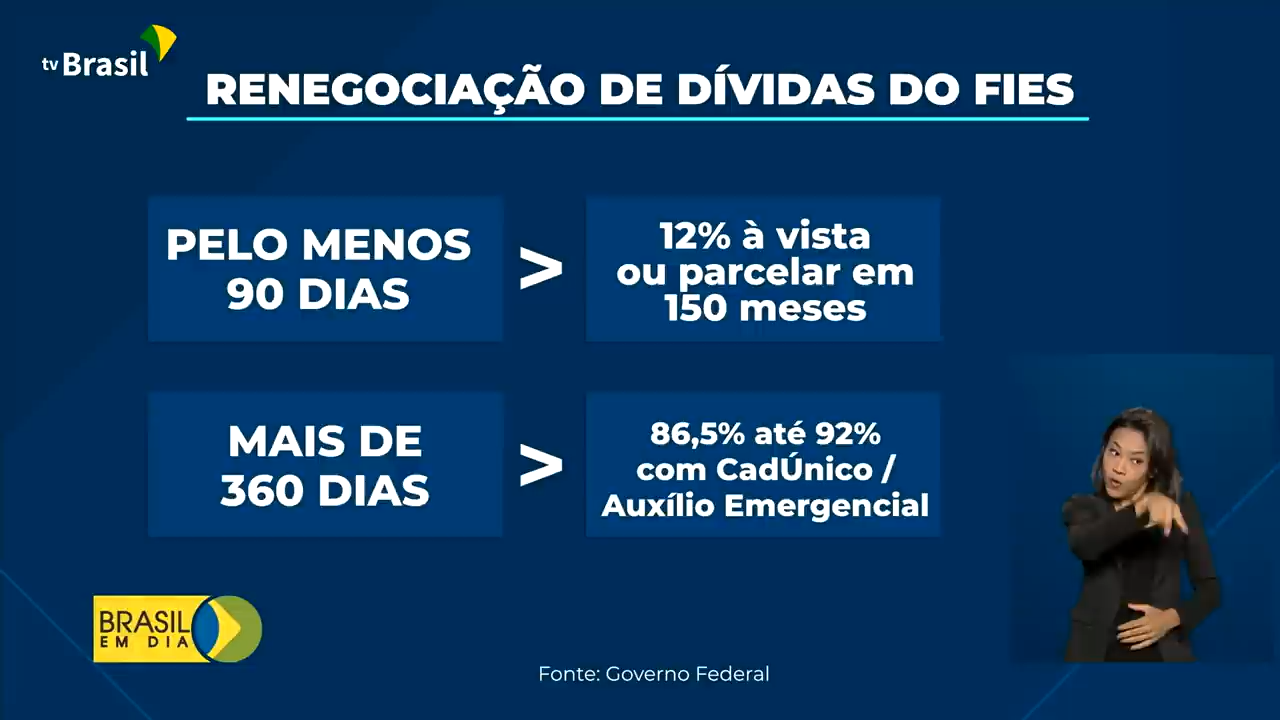 tv Brasil
RENEGOCIAÇÃO DE DÍVIDAS DO FIES
PELO MENOS
90 DIAS
>
12% à vista
ou parcelar em
150 meses
MAIS DE
360 DIAS
>
86,5% até 92%
com CadÚnico /
Auxílio Emergencial
BRASIL
EM DIA
Fonte: Governo Federal